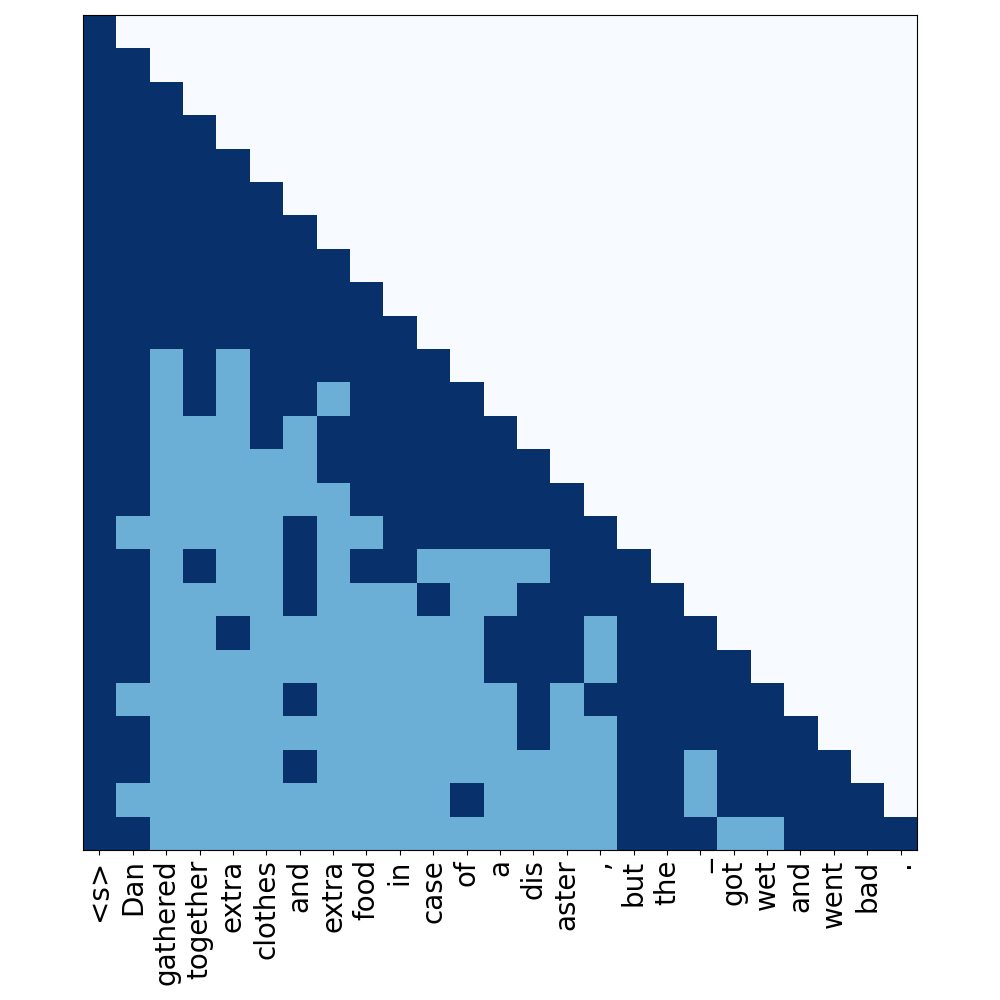 <s> Dan gathered together extra clothes and extra food in case of a dis aster , but the _ got wet and went bad .